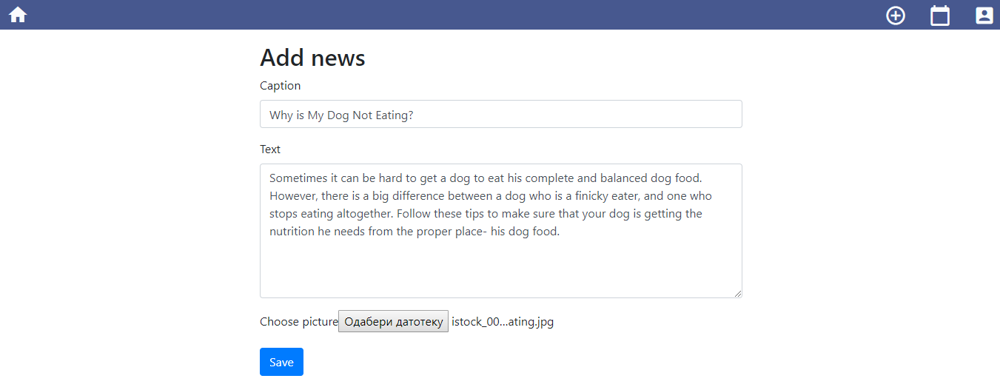 Add news
Caption
Why is My Dog Not Eating?
Text
Sometimes it can be hard to get a dog to eat his complete and balanced dog food.
However, there is a big difference between a dog who is a finicky eater, and one who
stops eating altogether. Follow these tips to make sure that your dog is getting the
nutrition he needs from the proper place- his dog food.
Choose picture Одабери датотеку istock_00...ating.jpg
Save